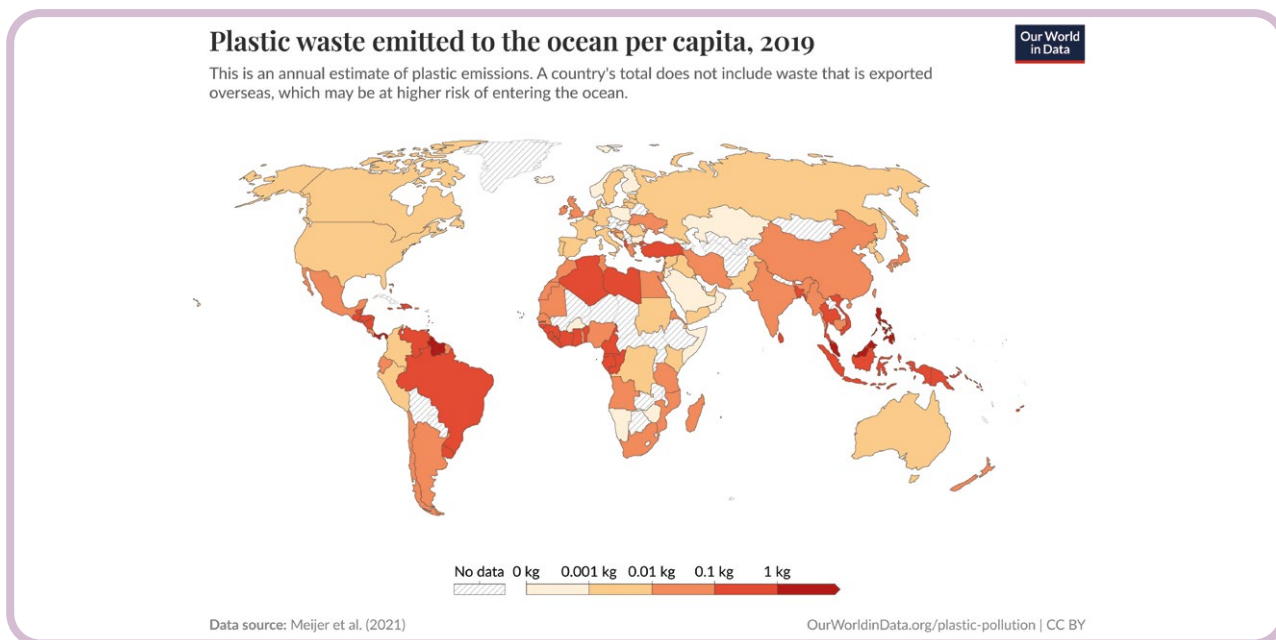 Plastic waste emitted to the ocean per capita, 2019
Our World
in Data
This is an annual estimate of plastic emissions. A country's total does not include waste that is exported
overseas, which may be at higher risk of entering the ocean.
No data 0 kg 0.001 kg 0.01 kg 0.1 kg 1 kg
Data source: Meijer et al. (2021)
OurWorldinData.org/plastic-pollution | CC BY